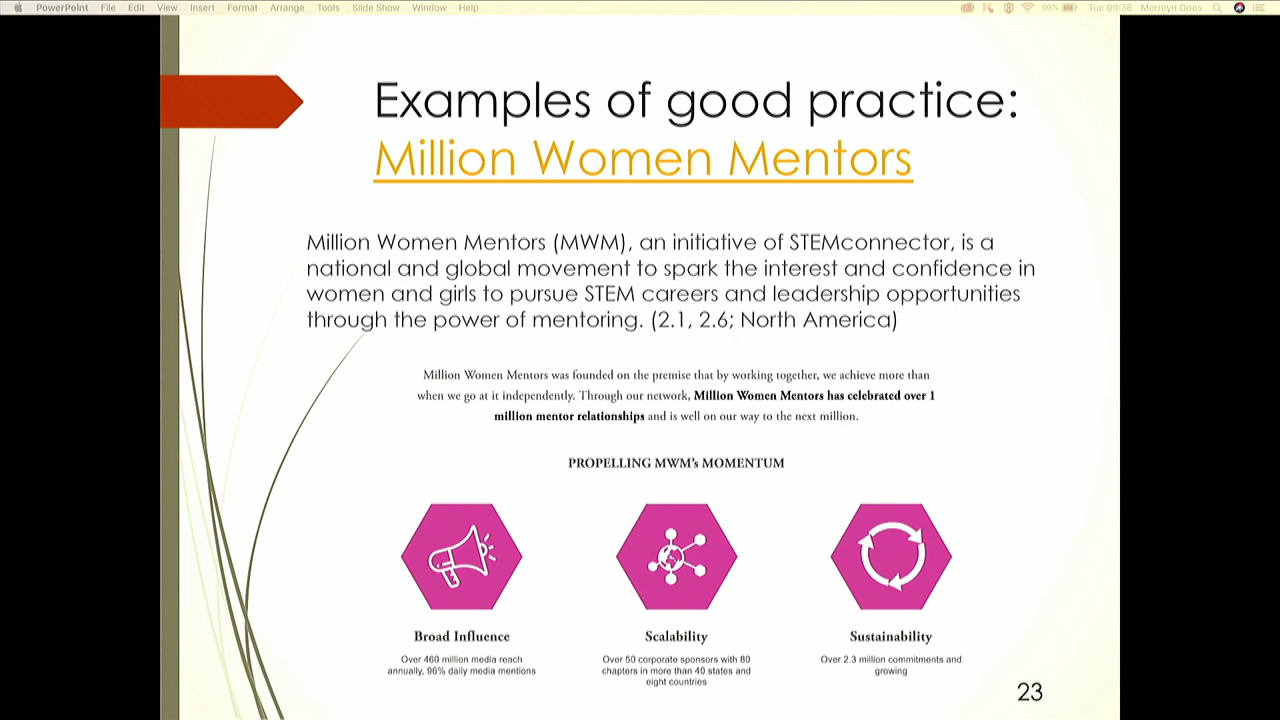 PowerPoint File Edit View Insert Format Arrange Tools Slide Show Window Help 90% Tue 09:36 Merrilyn Goos
Examples of good practice:
Million Women Mentors
Million Women Mentors (MWM), an initiative of STEMconnector, is a
national and global movement to spark the interest and confidence in
women and girls to pursue STEM careers and leadership opportunities
through the power of mentoring. (2.1, 2.6; North America)
Million Women Mentors was founded on the premise that by working together, we achieve more than
when we go at it independently. Through our network, Million Women Mentors has celebrated over 1
million mentor relationships and is well on our way to the next million.
PROPELLING MWM's MOMENTUM
Broad Influence
Over 460 million media reach
annually, 96% daily media mentions
Scalability
Over 50 corporate sponsors with 80
chapters in more than 40 states and
eight countries
Sustainability
Over 2.3 million commitments and
growing
23